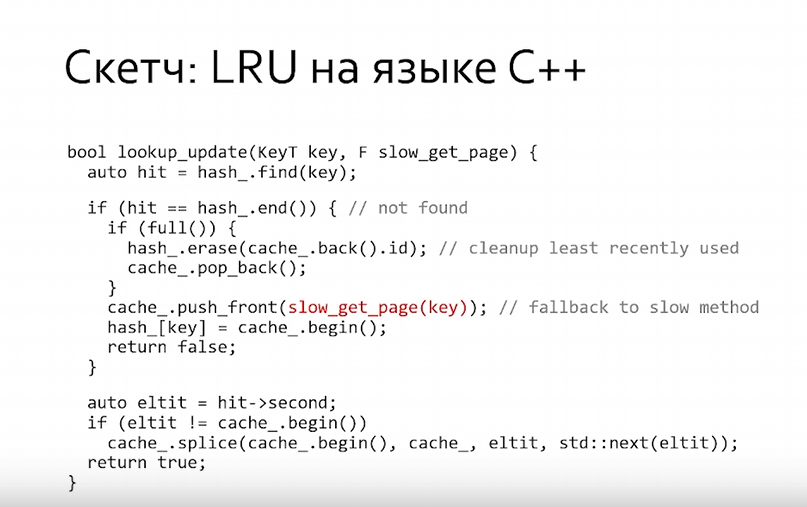 Скетч: LRU на языке C++
bool lookup_update(KeyT key, F slow_get_page) {
  auto hit = hash_.find(key);
  if (hit == hash_.end()) { // not found
    if (full()) {
      hash_.erase(cache_.back().id); // cleanup least recently used
      cache_.pop_back();
    }
    cache_.push_front(slow_get_page(key)); // fallback to slow method
    hash_[key] = cache_.begin();
    return false;
  }
  auto eltit = hit->second;
  if (eltit != cache_.begin())
    cache_.splice(cache_.begin(), cache_, eltit, std::next(eltit));
  return true;
}